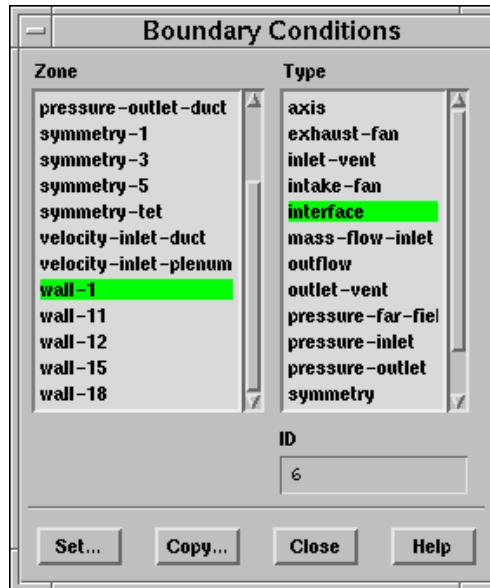 Boundary Conditions
Zone
pressure-outlet-duct
symmetry-1
symmetry-3
symmetry-5
symmetry-tet
velocity-inlet-duct
velocity-inlet-plenum
wall-1
wall-11
wall-12
wall-15
wall-18
Type
axis
exhaust-fan
inlet-vent
intake-fan
interface
mass-flow-inlet
outflow
outlet-vent
pressure-far-fiel
pressure-inlet
pressure-outlet
symmetry
ID
6
Set... Copy... Close Help